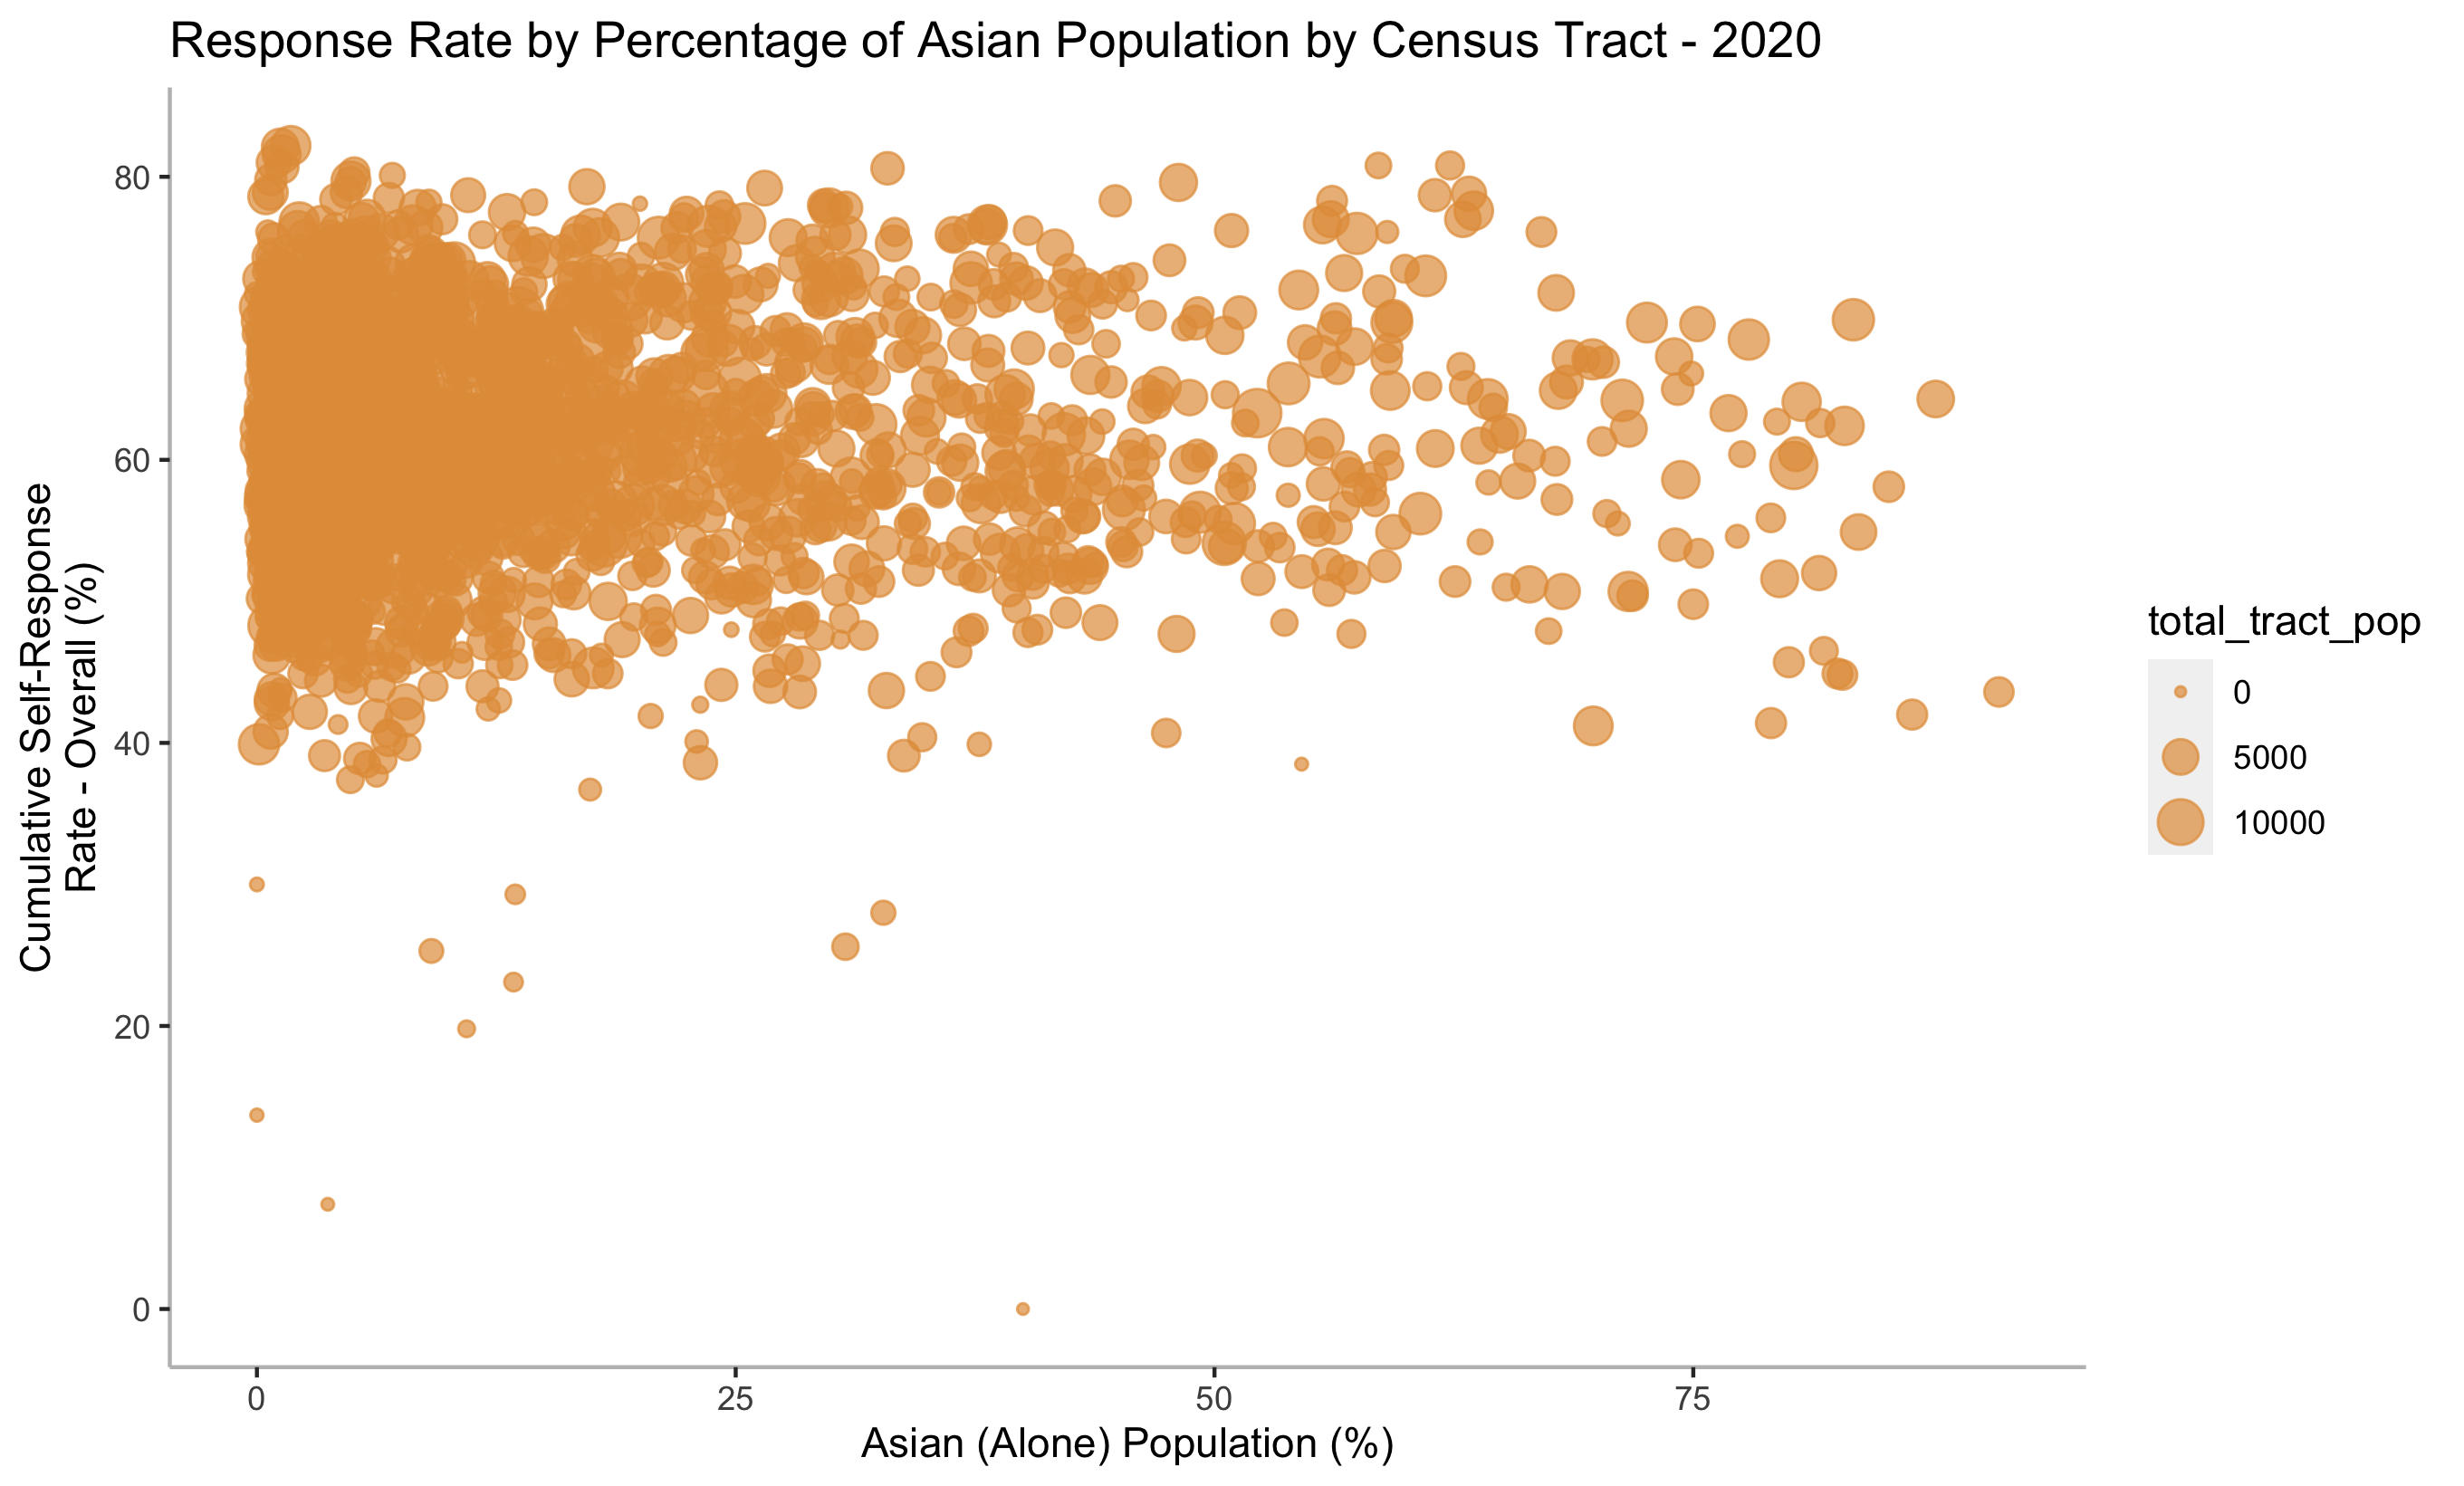 Response Rate by Percentage of Asian Population by Census Tract - 2020
Cumulative Self-Response
Rate - Overall (%)
80
60
40
20
0
0
25
50
75
Asian (Alone) Population (%)
total_tract_pop
0
5000
10000